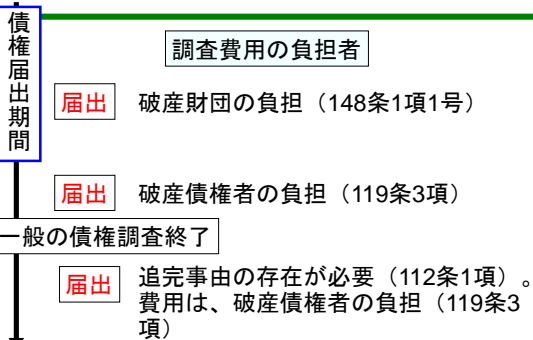 調査費用の負担者
債権届出期間
届出 破産財団の負担(148条1項1号)
届出 破産債権者の負担(119条3項)
一般の債権調査終了
届出 追完事由の存在が必要(112条1項)。
費用は、破産債権者の負担(119条3
項)